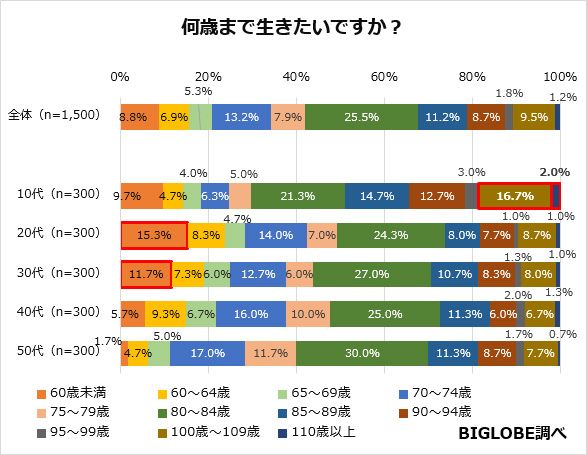 何歳まで生きたいですか？
0% 20% 40% 60% 80% 100%
5.3% 1.8% 1.2%
全体（n=1,500） 8.8% 6.9% 13.2% 7.9% 25.5% 11.2% 8.7% 9.5%
4.0% 5.0% 3.0% 2.0%
10代（n=300） 9.7% 4.7% 6.3% 21.3% 14.7% 12.7% 16.7%
4.7% 1.0% 1.0%
20代（n=300） 15.3% 8.3% 14.0% 7.0% 24.3% 8.0% 7.7% 8.7%
1.3% 1.0%
30代（n=300） 11.7% 7.3% 6.0% 12.7% 6.0% 27.0% 10.7% 8.3% 8.0%
2.0% 1.3%
40代（n=300） 5.7% 9.3% 6.7% 16.0% 10.0% 25.0% 11.3% 6.0% 6.7%
1.7% 5.0% 1.7% 0.7%
50代（n=300） 4.7% 17.0% 11.7% 30.0% 11.3% 8.7% 7.7%
60歳未満 60～64歳 65～69歳 70～74歳
75～79歳 80～84歳 85～89歳 90～94歳
95～99歳 100歳～109歳 110歳以上
BIGLOBE調べ